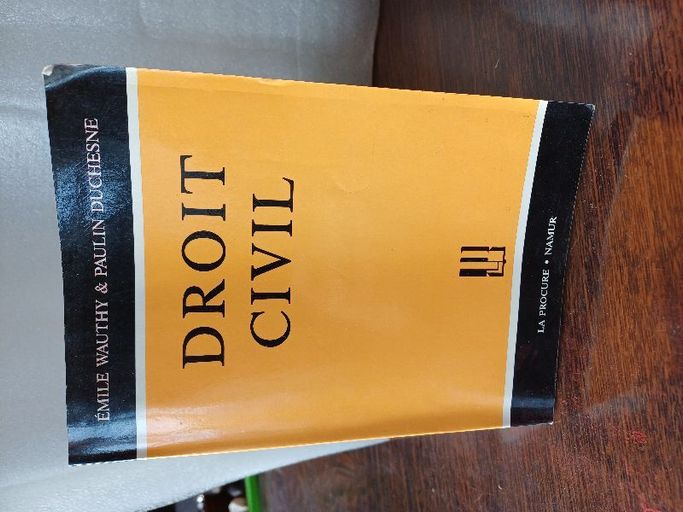 ÉMILE WAUTHY & PAULIN DUCHESNE
DROIT
CIVIL
LA PROCURE • NAMUR